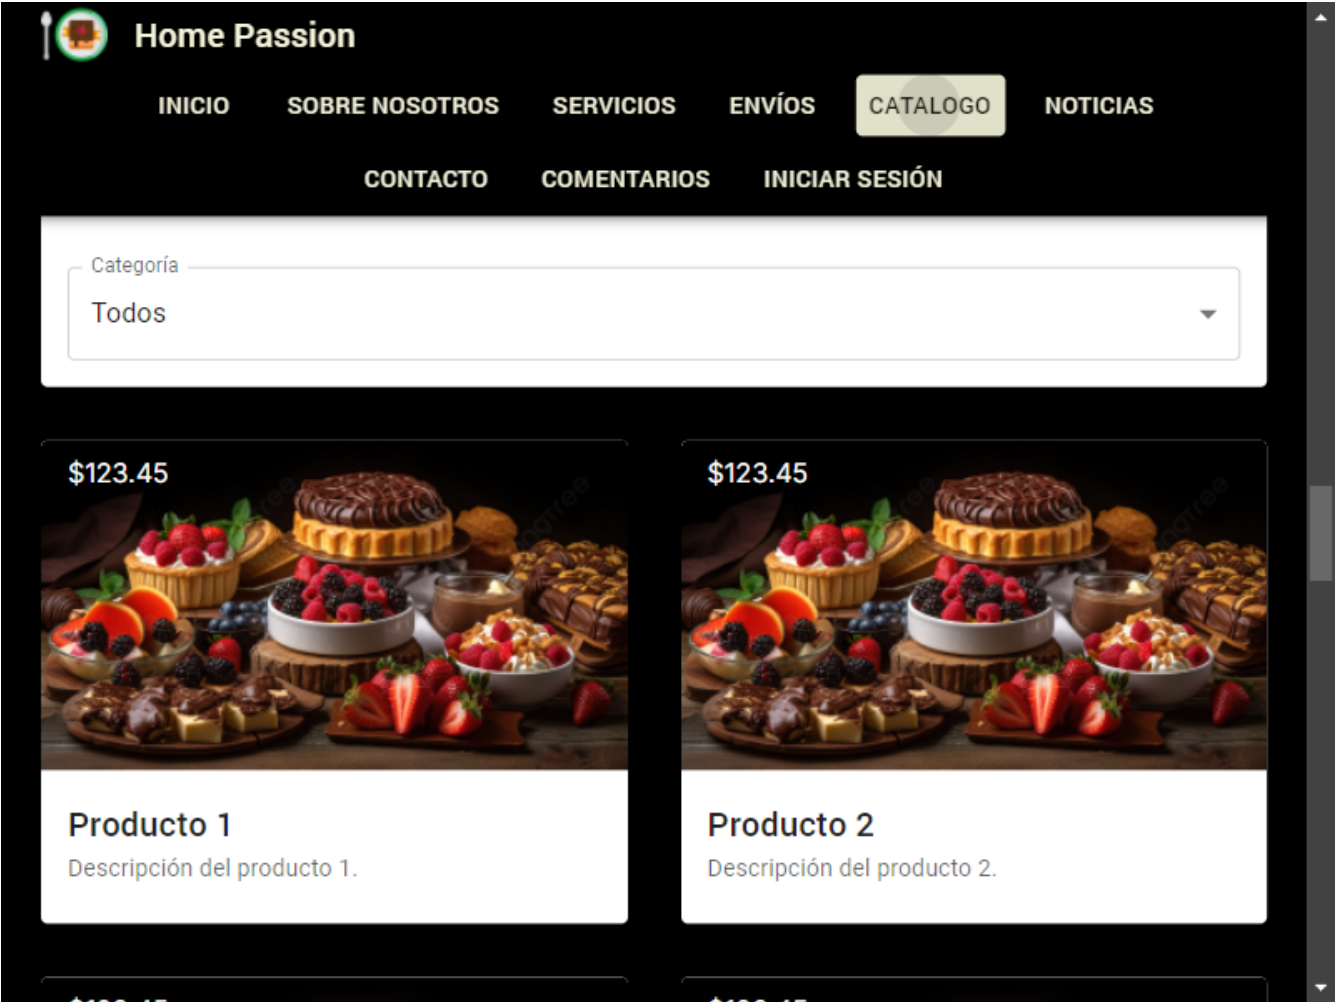 Home Passion
INICIO SOBRE NOSOTROS SERVICIOS ENVÍOS CATALOGO NOTICIAS
CONTACTO COMENTARIOS INICIAR SESIÓN
Categoría
Todos
$123.45 $123.45
Producto 1 Producto 2
Descripción del producto 1. Descripción del producto 2.